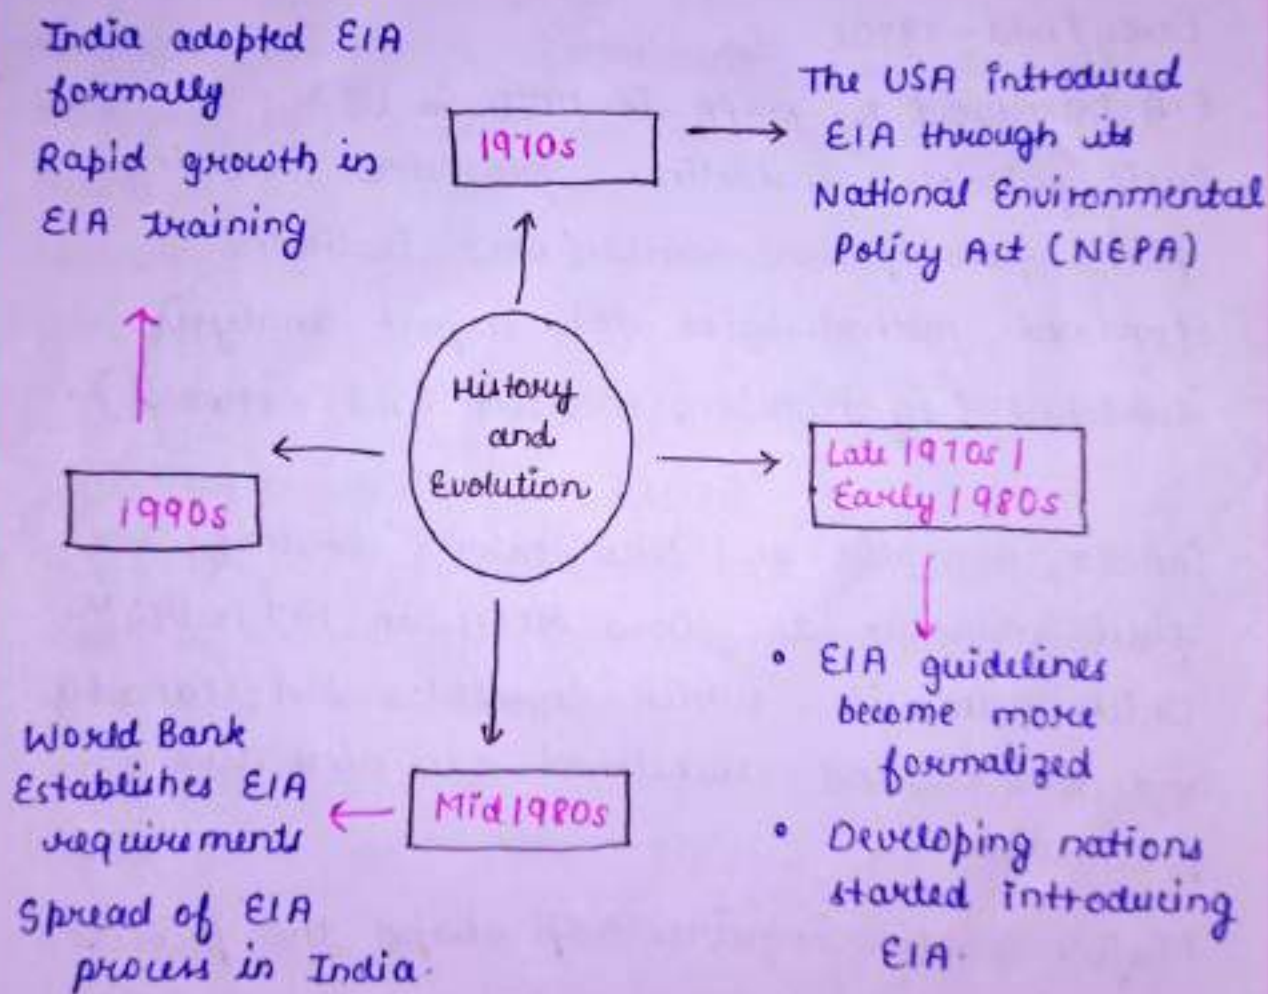 History
and
Evolution
1970s
The USA introduced
EIA through its
National Environmental
Policy Act (NEPA)
Late 1970s /
Early 1980s
• EIA guidelines
become more
formalized
• Developing nations
started introducing
EIA.
Mid 1980s
World Bank
Establishes EIA
requirements
Spread of EIA
process in India.
1990s
India adopted EIA
formally
Rapid growth in
EIA training